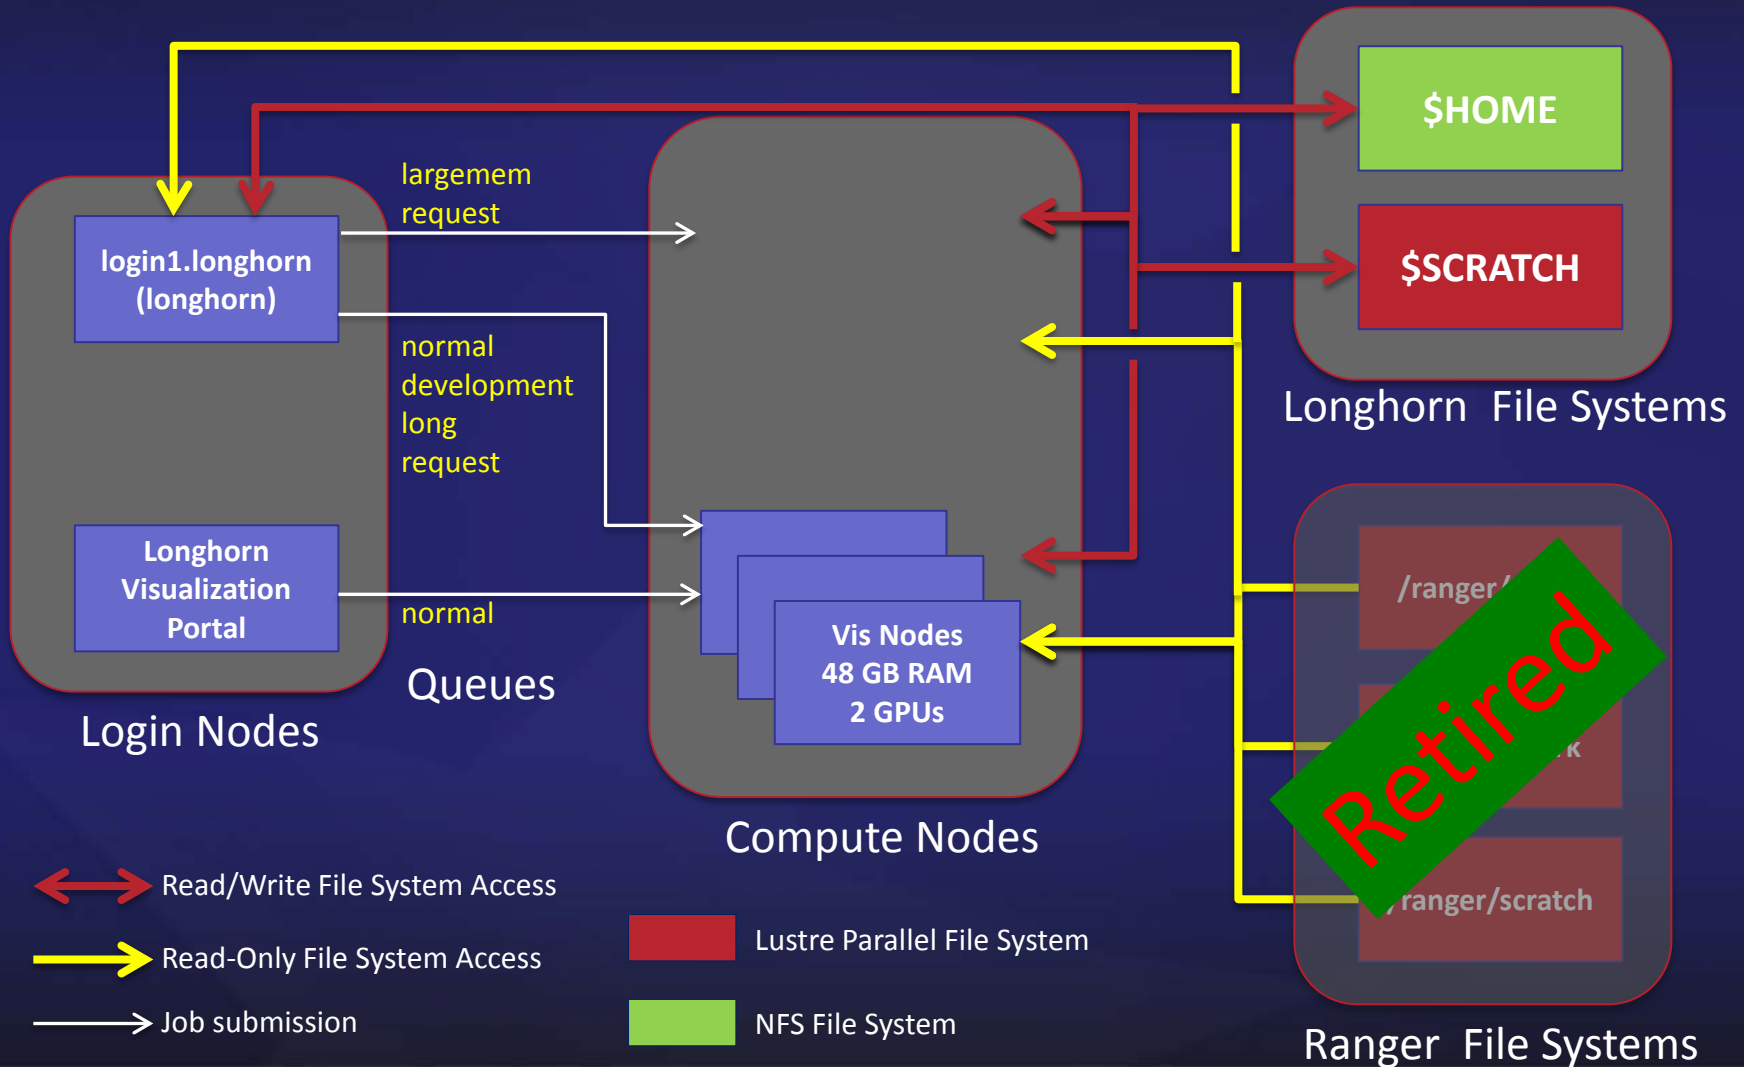 $HOME
largemem
request
login1.longhorn
(longhorn)
$SCRATCH
normal
development
long
request
Longhorn File Systems
Longhorn
Visualization
Portal
normal
Vis Nodes
48 GB RAM
2 GPUs
/ranger/
Retired
/ranger/scratch
Queues
Login Nodes
Compute Nodes
Ranger File Systems
Read/Write File System Access
Read-Only File System Access
Job submission
Lustre Parallel File System
NFS File System